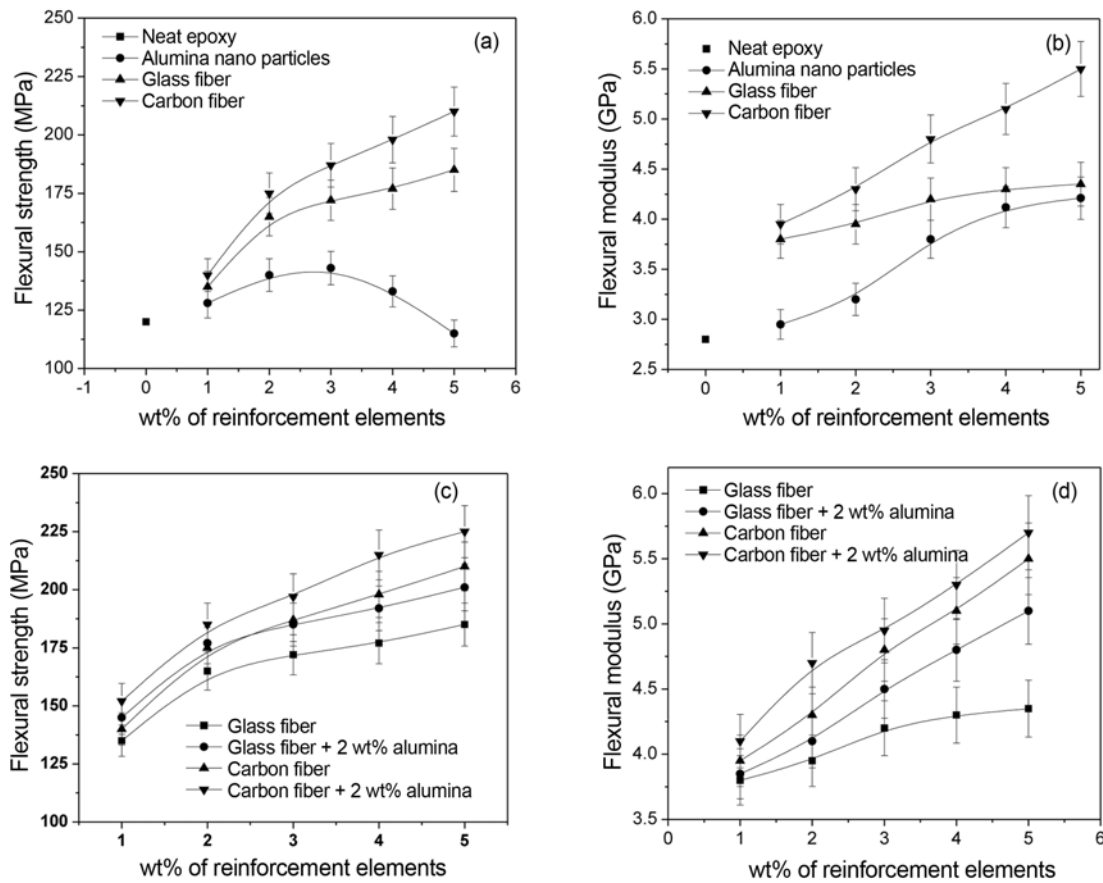 (a)
Neat epoxy
Alumina nano particles
Glass fiber
Carbon fiber
Flexural strength (MPa)
250
225
200
175
150
125
100
-1 0 1 2 3 4 5 6
wt% of reinforcement elements
(b)
Neat epoxy
Alumina nano particles
Glass fiber
Carbon fiber
Flexural modulus (GPa)
6.0
5.5
5.0
4.5
4.0
3.5
3.0
2.5
0 1 2 3 4 5
wt% of reinforcement elements
(c)
Flexural strength (MPa)
250
225
200
175
150
125
100
Glass fiber
Glass fiber + 2 wt% alumina
Carbon fiber
Carbon fiber + 2 wt% alumina
1 2 3 4 5
wt% of reinforcement elements
(d)
Glass fiber
Glass fiber + 2 wt% alumina
Carbon fiber
Carbon fiber + 2 wt% alumina
Flexural modulus (GPa)
6.0
5.5
5.0
4.5
4.0
3.5
0 1 2 3 4 5 6
wt% of reinforcement elements